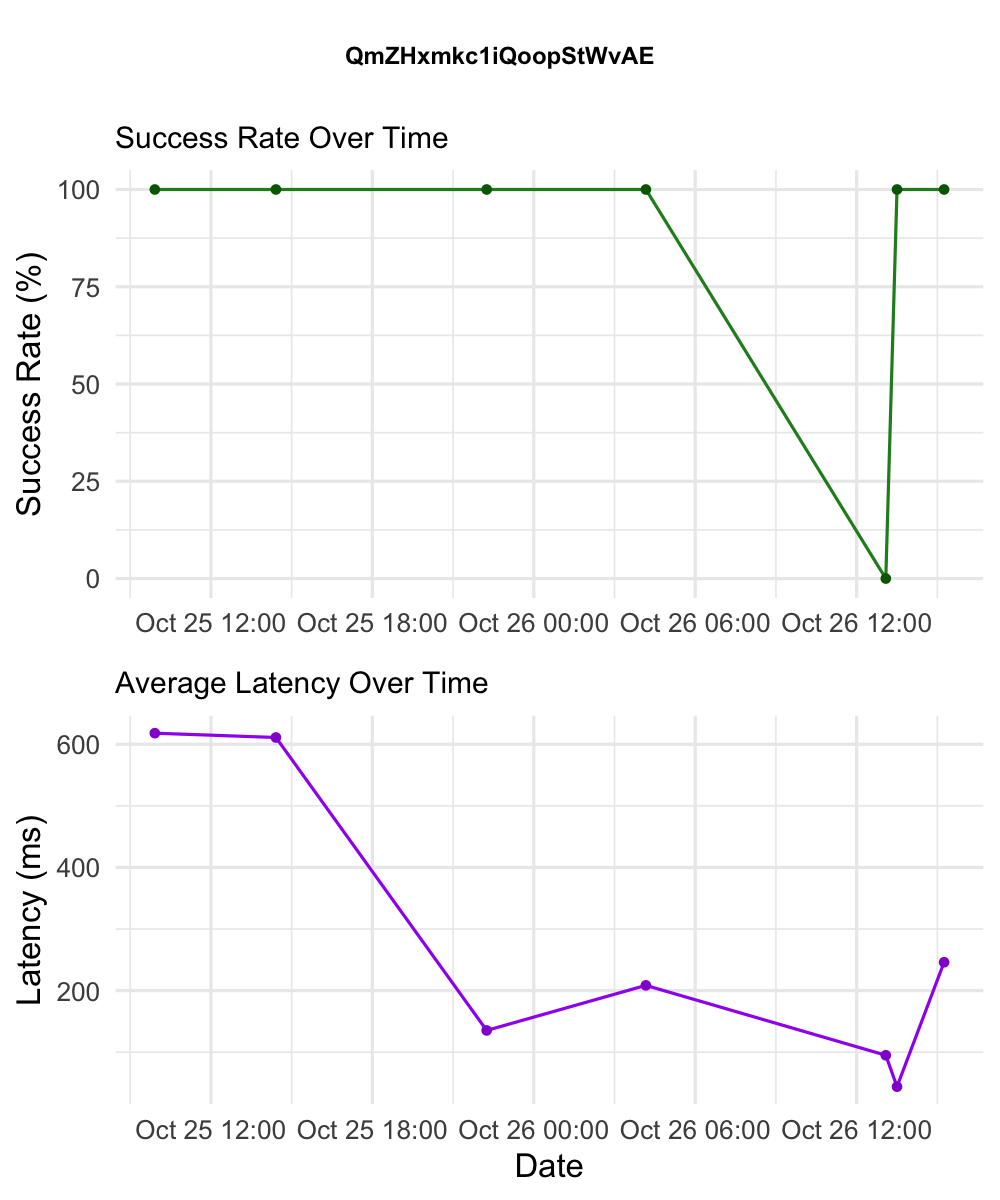 QmZHxmkc1iQoopStWvAE
Success Rate Over Time
Success Rate (%)
100
75
50
25
0
Oct 25 12:00 Oct 25 18:00 Oct 26 00:00 Oct 26 06:00 Oct 26 12:00
Average Latency Over Time
Latency (ms)
600
400
200
Oct 25 12:00 Oct 25 18:00 Oct 26 00:00 Oct 26 06:00 Oct 26 12:00
Date